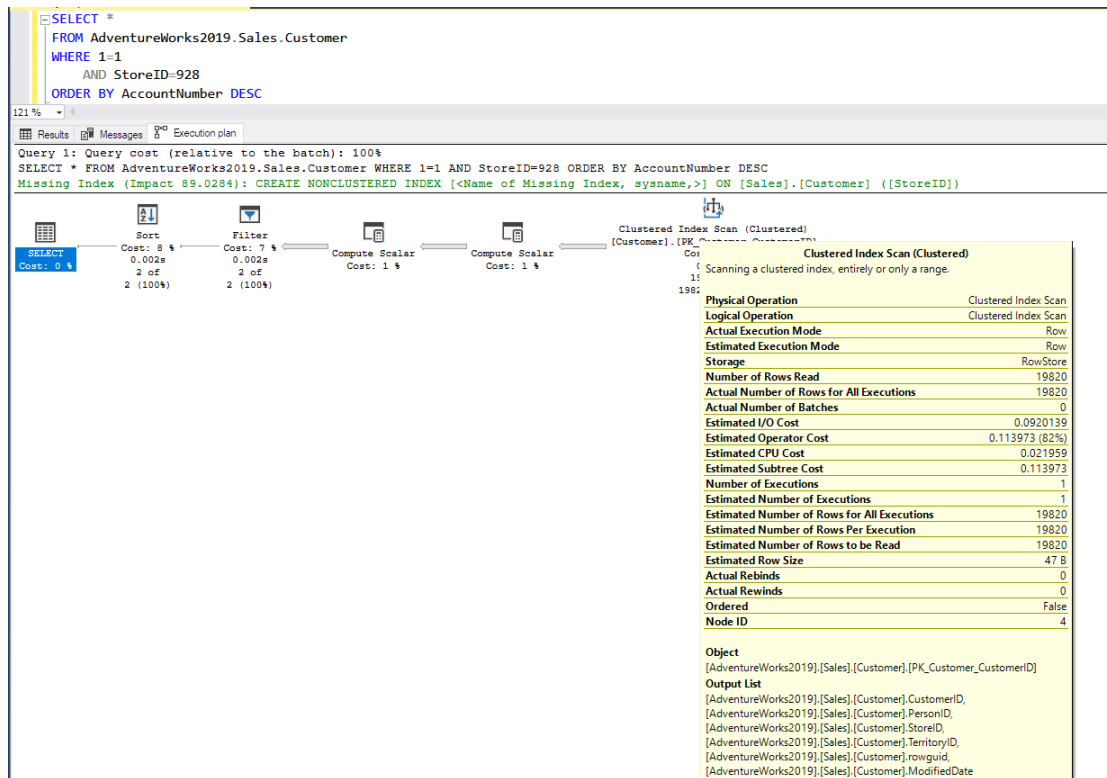 SELECT *
FROM AdventureWorks2019.Sales.Customer
WHERE 1=1
AND StoreID=928
ORDER BY AccountNumber DESC
121 %
Results Messages Execution plan
Query 1: Query cost (relative to the batch): 100%
SELECT * FROM AdventureWorks2019.Sales.Customer WHERE 1=1 AND StoreID=928 ORDER BY AccountNumber DESC
Missing Index (Impact 89.0284): CREATE NONCLUSTERED INDEX [<Name of Missing Index, sysname,>] ON [Sales].[Customer] ([StoreID])
SELECT
Cost: 0 %
Sort
Cost: 8 %
0.002s
2 of
2 (100%)
Filter
Cost: 7 %
0.002s
2 of
2 (100%)
Compute Scalar
Cost: 1 %
Compute Scalar
Cost: 1 %
Clustered Index Scan (Clustered)
[Customer].[PK_Customer_CustomerID]
Clustered Index Scan (Clustered)
Scanning a clustered index, entirely or only a range.
Physical Operation Clustered Index Scan
Logical Operation Clustered Index Scan
Actual Execution Mode Row
Estimated Execution Mode Row
Storage RowStore
Number of Rows Read 19820
Actual Number of Rows for All Executions 19820
Actual Number of Batches 0
Estimated I/O Cost 0.0920139
Estimated Operator Cost 0.113973 (82%)
Estimated CPU Cost 0.021959
Estimated Subtree Cost 0.113973
Number of Executions 1
Estimated Number of Executions 1
Estimated Number of Rows for All Executions 19820
Estimated Number of Rows Per Execution 19820
Estimated Number of Rows to be Read 19820
Estimated Row Size 47 B
Actual Rebinds 0
Actual Rewinds 0
Ordered False
Node ID 4
Object
[AdventureWorks2019].[Sales].[Customer].[PK_Customer_CustomerID]
Output List
[AdventureWorks2019].[Sales].[Customer].CustomerID,
[AdventureWorks2019].[Sales].[Customer].PersonID,
[AdventureWorks2019].[Sales].[Customer].StoreID,
[AdventureWorks2019].[Sales].[Customer].TerritoryID,
[AdventureWorks2019].[Sales].[Customer].rowguid,
[AdventureWorks2019].[Sales].[Customer].ModifiedDate